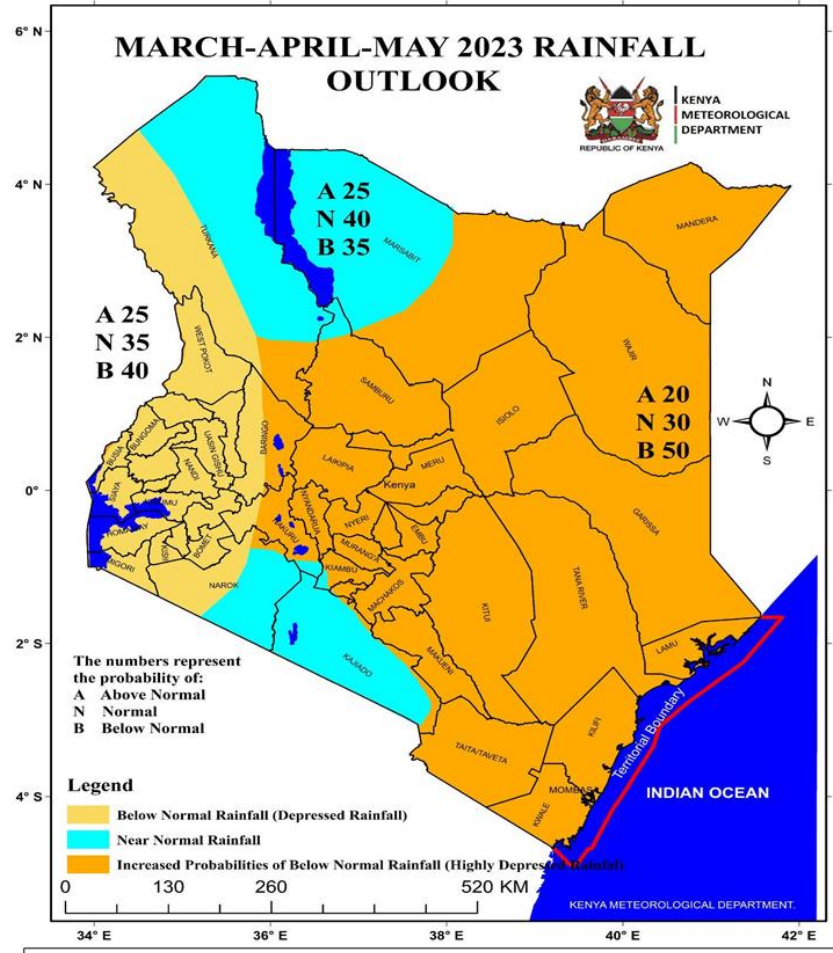 MARCH-APRIL-MAY 2023 RAINFALL
OUTLOOK
KENYA
METEOROLOGICAL
DEPARTMENT
REPUBLIC OF KENYA
6° N
4° N
2° N
0°
2° S
4° S
A 25
N 40
B 35
A 25
N 35
B 40
A 20
N 30
B 50
N
W
E
S
TURKANA
MARSABIT
MANDERA
WEST POKOT
WAJIR
SAMBURU
ISIOLO
BUNGOMA
BUSIA
UASIN GISHU
BARINGO
NANDI
SIAYA
LAIKIPIA
MERU
Kenya
NYANDARUA
NYERI
EMBU
GARISSA
BOMET
MURANG'A
KIAMBU
NAROK
MACHAKOS
KITUI
TANA RIVER
KAJIADO
MAKUENI
LAMU
TAITA/TAVETA
KILIFI
KWALE
MOMBAS
Territorial Boundary
INDIAN OCEAN
The numbers represent
the probability of:
A Above Normal
N Normal
B Below Normal
Legend
Below Normal Rainfall (Depressed Rainfall)
Near Normal Rainfall
Increased Probabilities of Below Normal Rainfall (Highly Depressed Rainfal)
0 130 260 520 KM
KENYA METEOROLOGICAL DEPARTMENT.
34° E 36° E 38° E 40° E 42° E